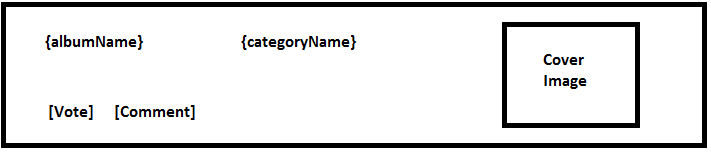 {albumName} {categoryName}
Cover
Image
[Vote] [Comment]